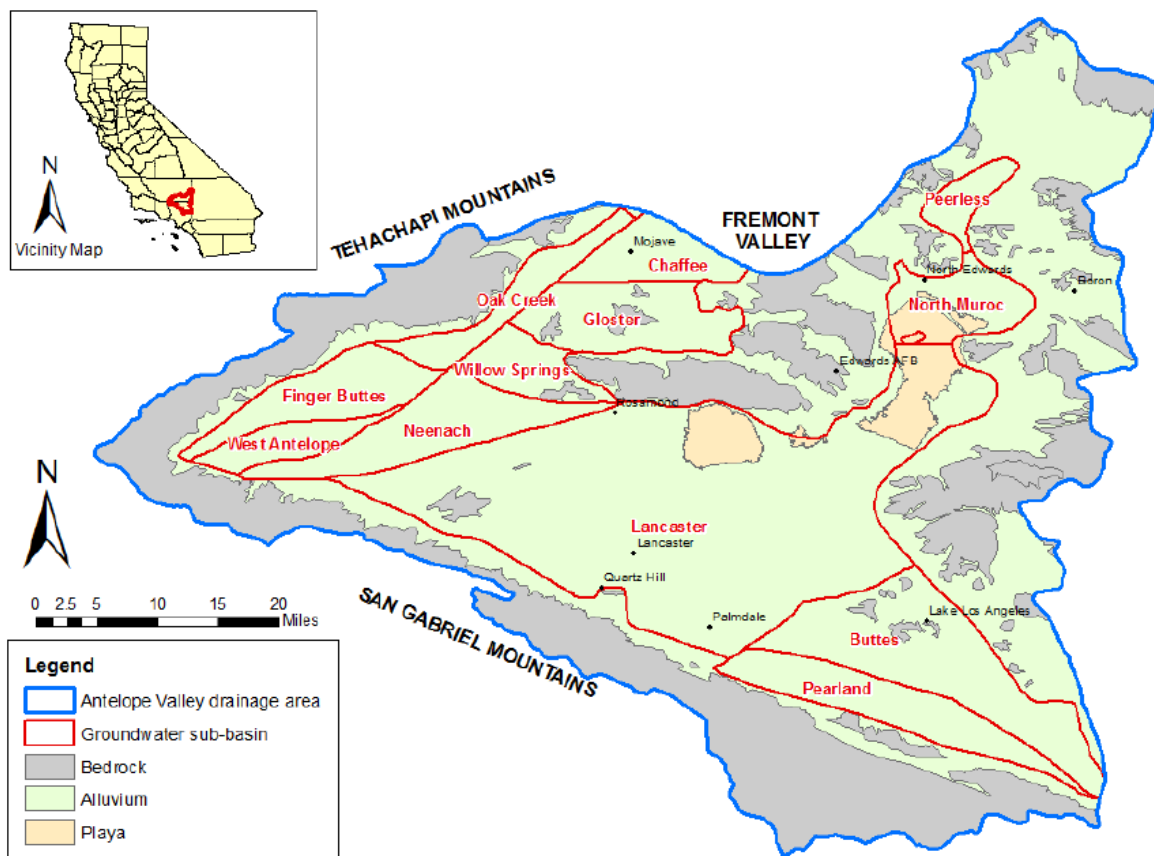 N
Vicinity Map
TEHACHAPI MOUNTAINS
FREMONT
VALLEY
Peerless
Mojave
Chaffee
North Edwards
Boron
Oak Creek
Gloster
North Muroc
Willow Springs
Edwards AFB
Finger Buttes
Rosamond
West Antelope
Neenach
N
Lancaster
Lancaster
Quartz Hill
SAN GABRIEL MOUNTAINS
Palmdale
Lake Los Angeles
Buttes
Pearland
0 2.5 5 10 15 20
Miles
Legend
Antelope Valley drainage area
Groundwater sub-basin
Bedrock
Alluvium
Playa